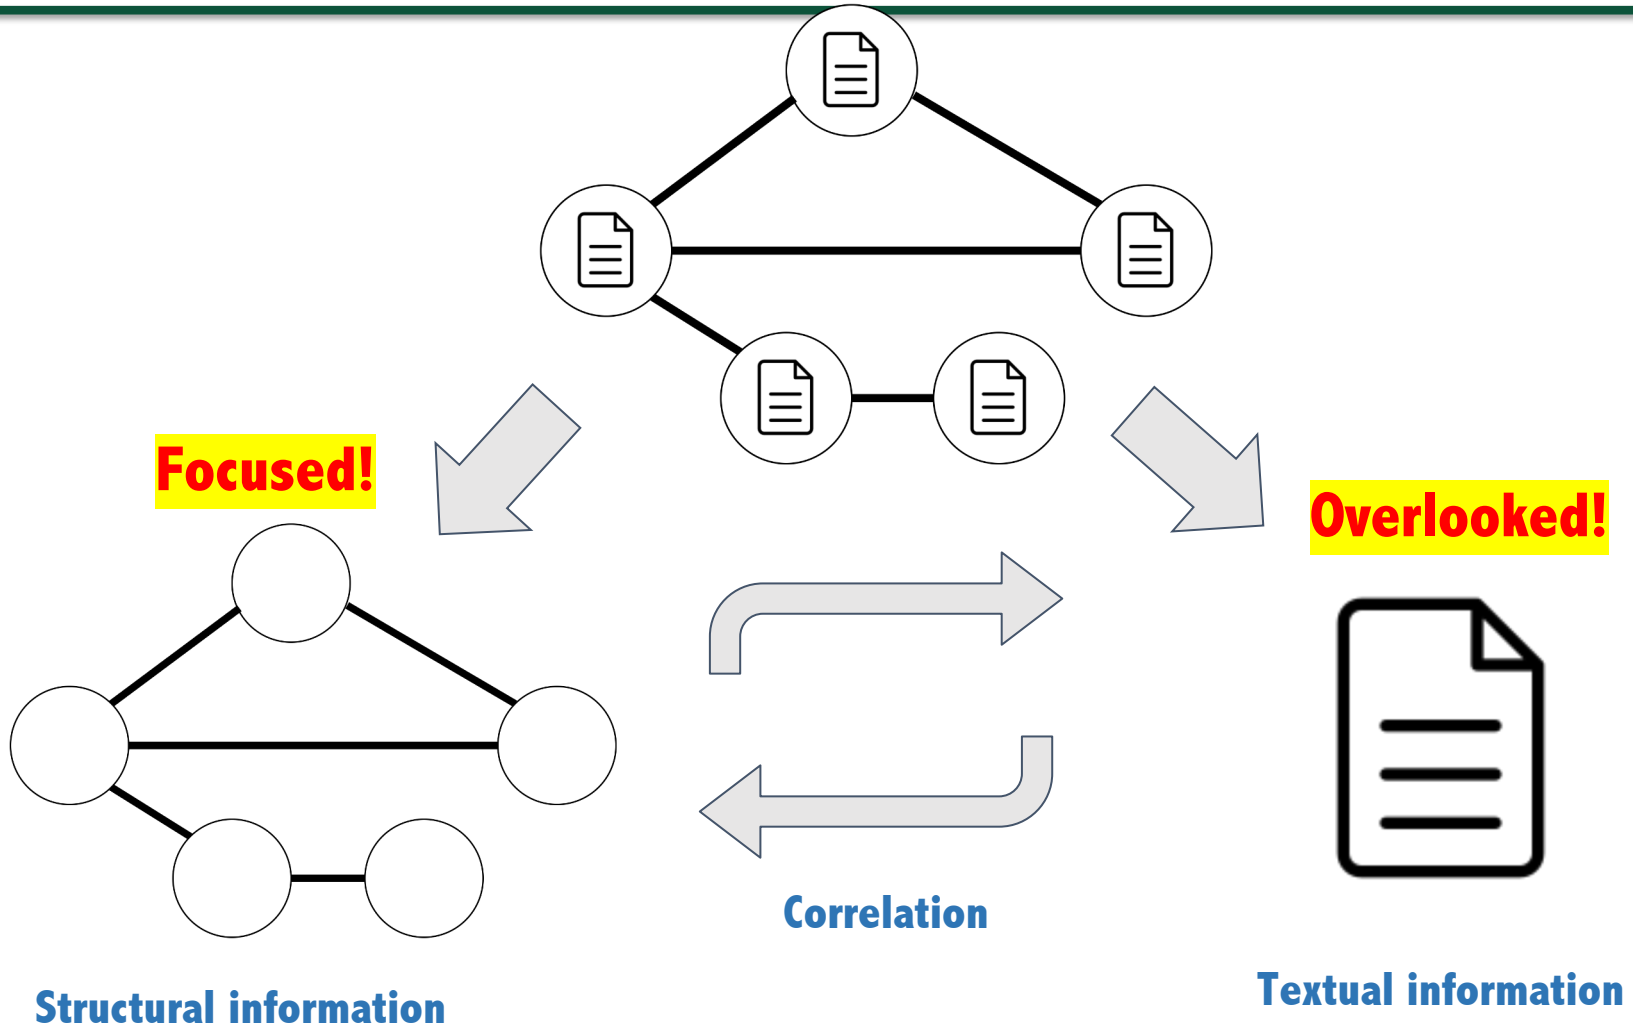 Focused!
Overlooked!
Correlation
Structural information
Textual information